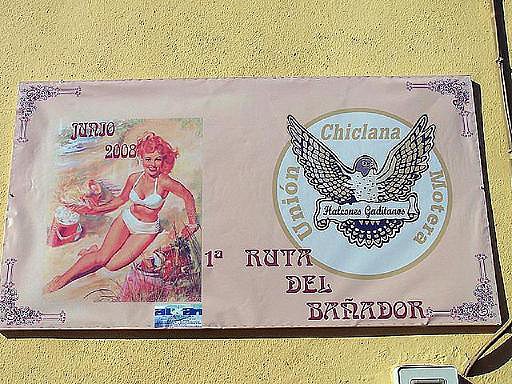 JUNIO
2008
1ª RUTA
DEL
BAÑADOR
Chiclana
Unión
Motera
Halcones Gaditanos